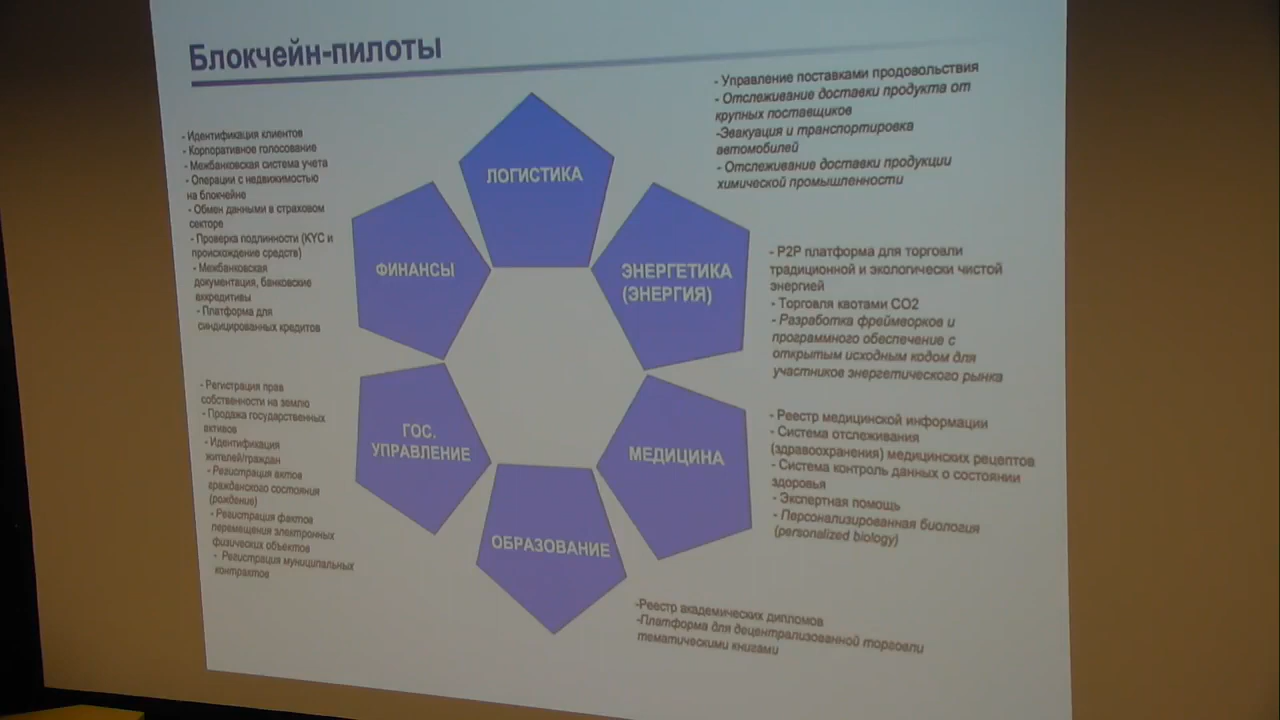 Блокчейн-пилоты
- Управление поставками продовольствия
- Отслеживание доставки продукта от
крупных поставщиков
-Эвакуация и транспортировка
автомобилей
- Отслеживание доставки продукции
химической промышленности
- Идентификация клиентов
- Корпоративное голосование
- Межбанковская система учета
- Операции с недвижимостью
на блокчейне
- Обмен данными в страховом
секторе
- Проверка подлинности (KYC и
происхождение средств)
- Межбанковская
документация, банковские
аккредитивы
- Платформа для
синдицированных кредитов
ЛОГИСТИКА
ФИНАНСЫ
ЭНЕРГЕТИКА
(ЭНЕРГИЯ)
- P2P платформа для торговли
традиционной и экологически чистой
энергией
- Торговля квотами CO2
- Разработка фреймворков и
программного обеспечение с
открытым исходным кодом для
участников энергетического рынка
- Регистрация прав
собственности на землю
- Продажа государственных
активов
- Идентификация
жителей/граждан
- Регистрация актов
гражданского состояния
(рождение)
- Регистрация фактов
перемещения электронных
физических объектов
- Регистрация муниципальных
контрактов
ГОС.
УПРАВЛЕНИЕ
МЕДИЦИНА
- Реестр медицинской информации
- Система отслеживания
(здравоохранения) медицинских рецептов
- Система контроль данных о состоянии
здоровья
- Экспертная помощь
- Персонализированная биология
(personalized biology)
ОБРАЗОВАНИЕ
-Реестр академических дипломов
-Платформа для децентрализованной торговли
тематическими книгами